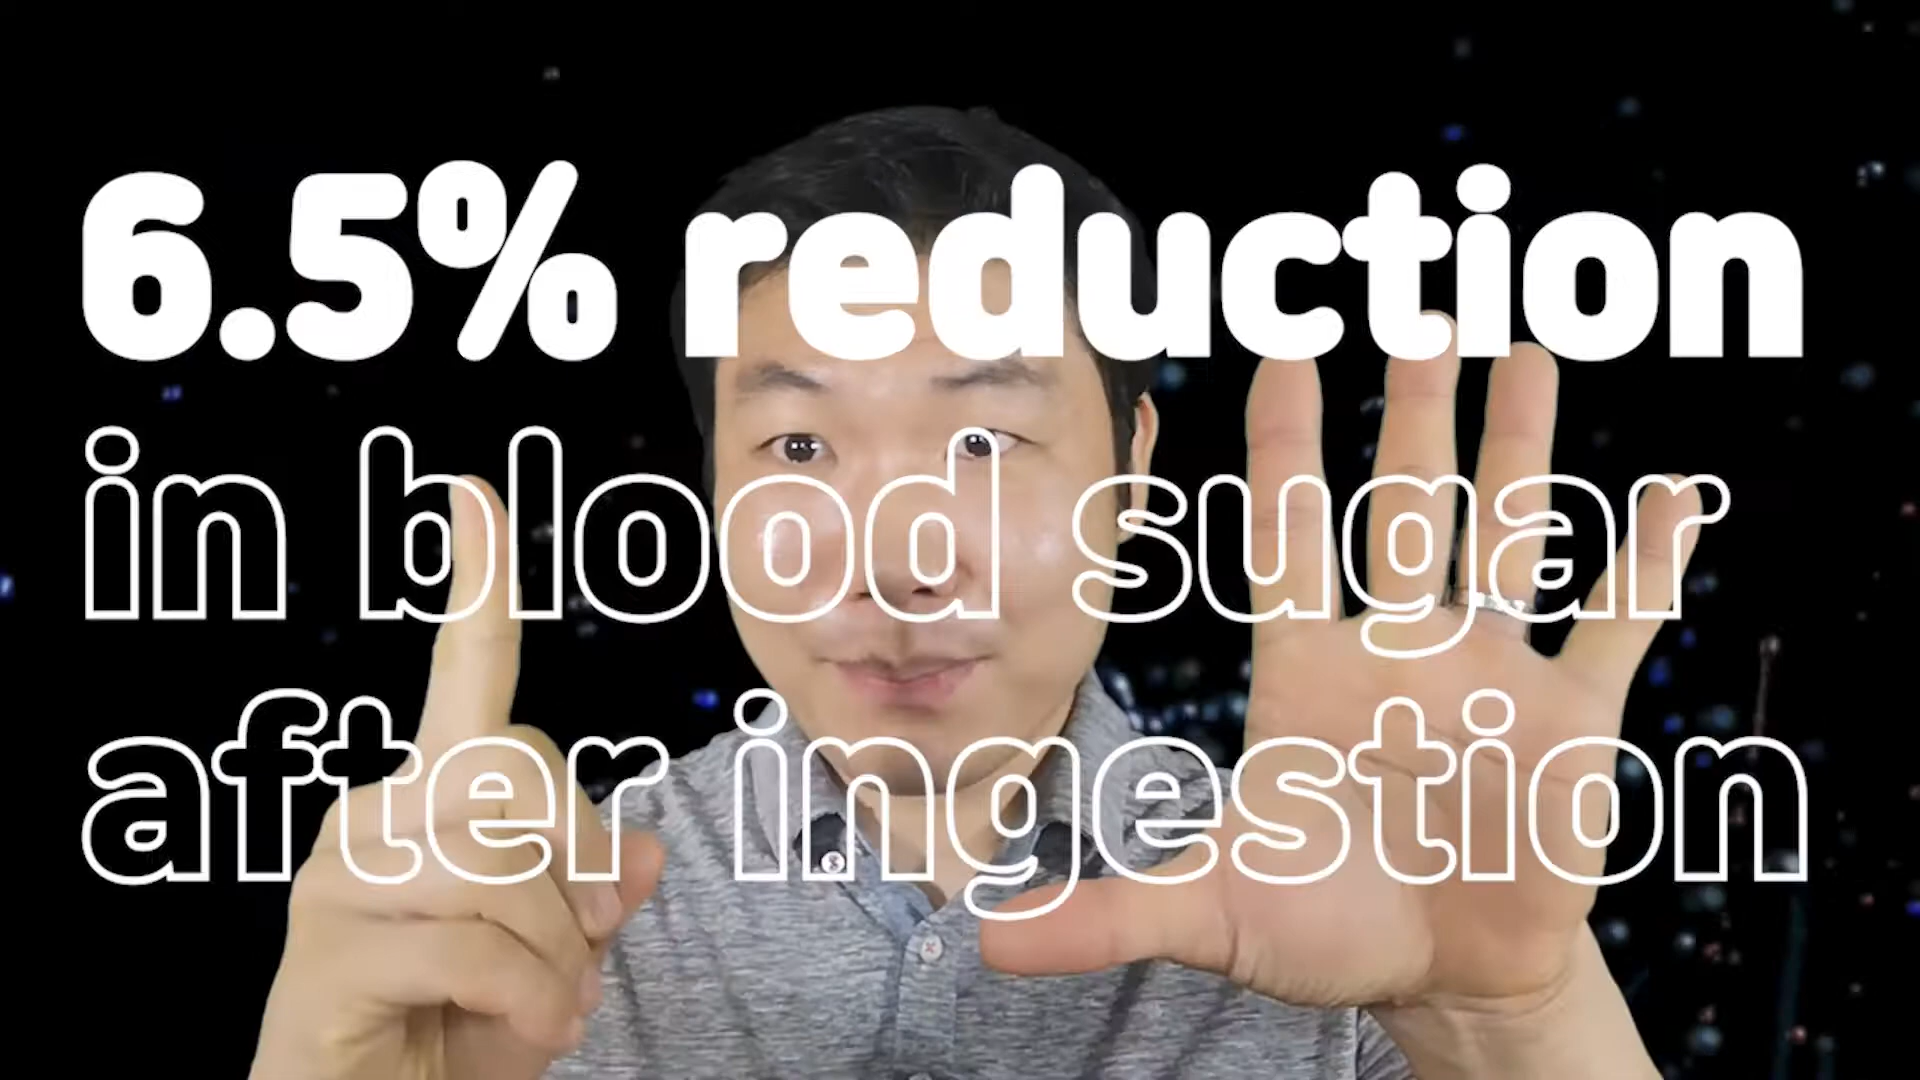 6.5% reduction
in blood sugar
after ingestion